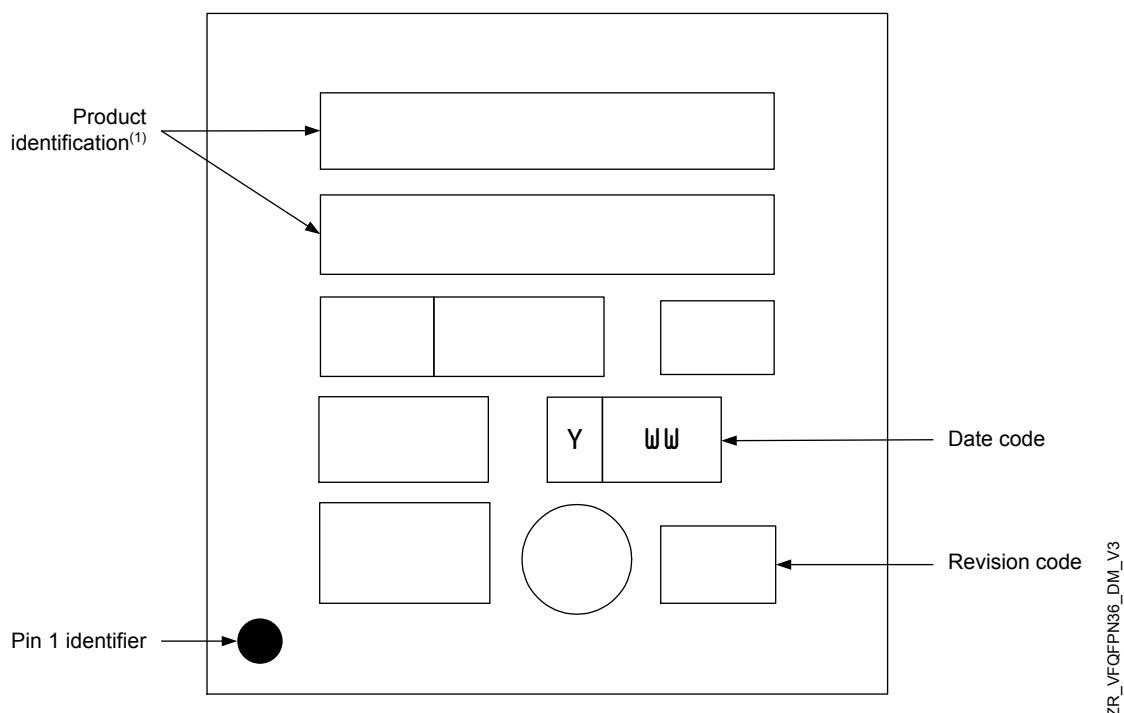 Product
identification(1)
Y WW
Date code
Revision code
Pin 1 identifier
ZR_VFQFPN36_DM_V3